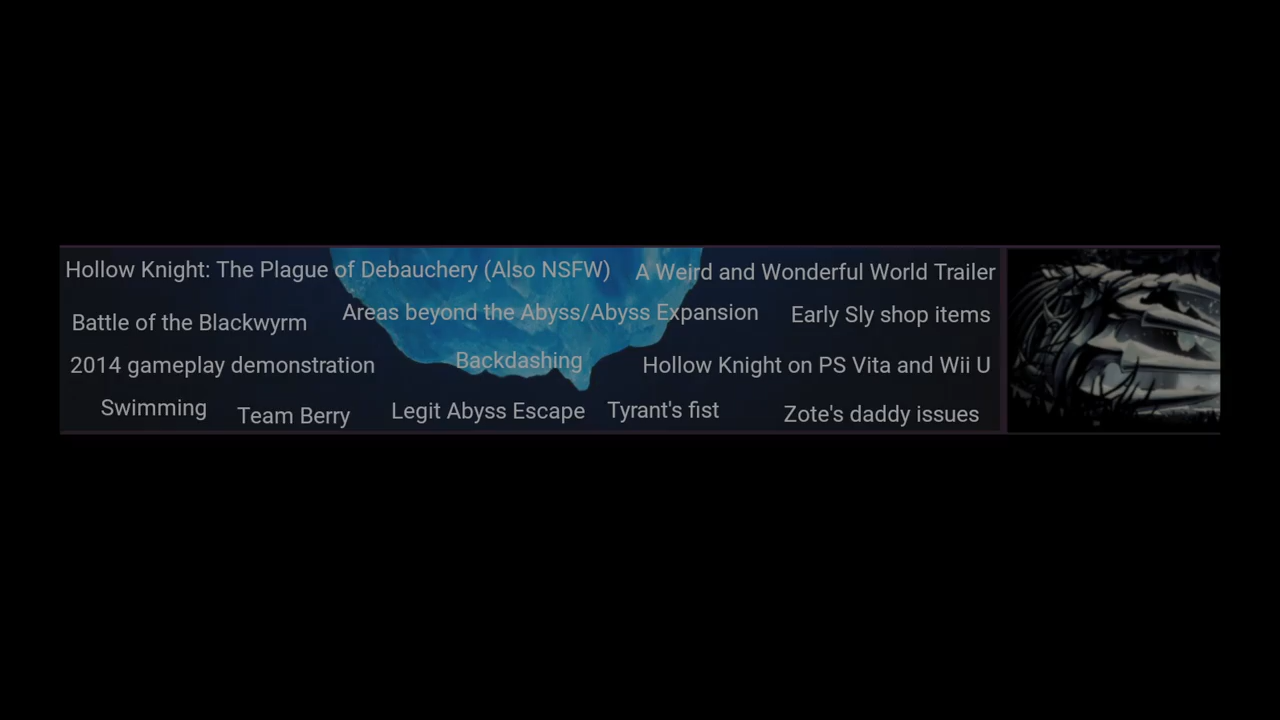 Hollow Knight: The Plague of Debauchery (Also NSFW)
A Weird and Wonderful World Trailer
Battle of the Blackwyrm
Areas beyond the Abyss/Abyss Expansion
Early Sly shop items
2014 gameplay demonstration
Backdashing
Hollow Knight on PS Vita and Wii U
Swimming
Team Berry
Legit Abyss Escape
Tyrant's fist
Zote's daddy issues